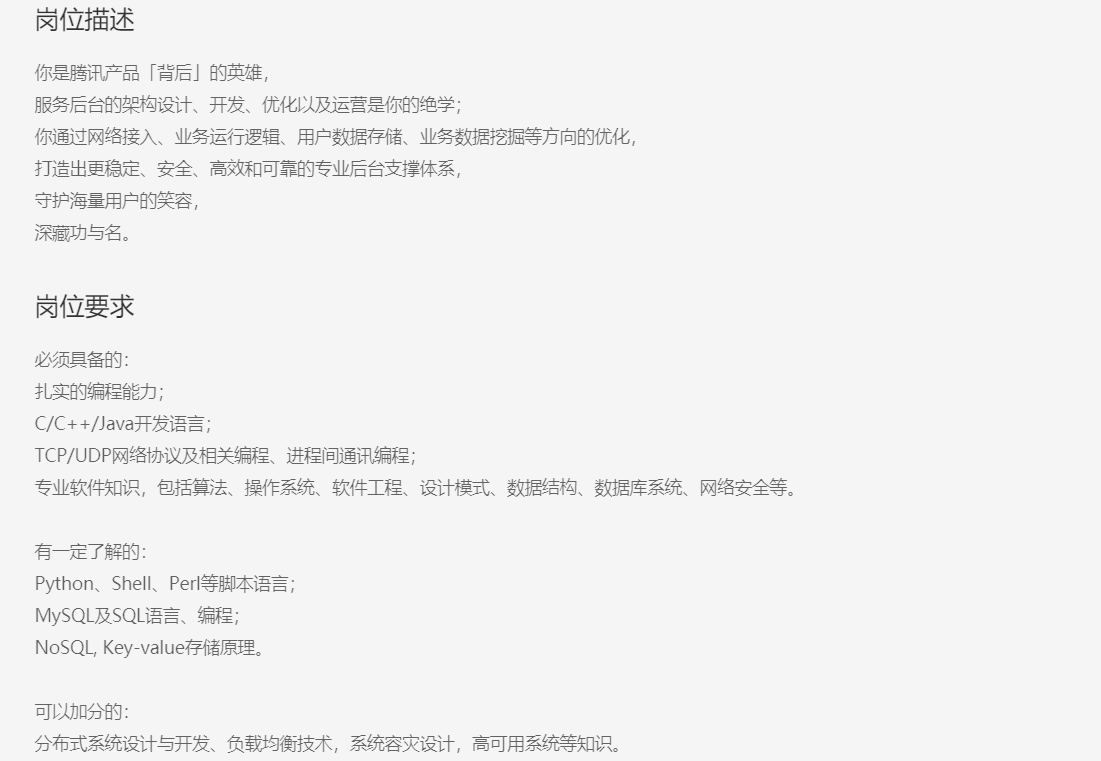 岗位描述
你是腾讯产品「背后」的英雄，
服务后台的架构设计、开发、优化以及运营是你的绝学；
你通过网络接入、业务运行逻辑、用户数据存储、业务数据挖掘等方向的优化，
打造出更稳定、安全、高效和可靠的专业后台支撑体系，
守护海量用户的笑容，
深藏功与名。
岗位要求
必须具备的：
扎实的编程能力；
C/C++/Java开发语言；
TCP/UDP网络协议及相关编程、进程间通讯编程；
专业软件知识，包括算法、操作系统、软件工程、设计模式、数据结构、数据库系统、网络安全等。
有一定了解的：
Python、Shell、Perl等脚本语言；
MySQL及SQL语言、编程；
NoSQL, Key-value存储原理。
可以加分的：
分布式系统设计与开发、负载均衡技术，系统容灾设计，高可用系统等知识。